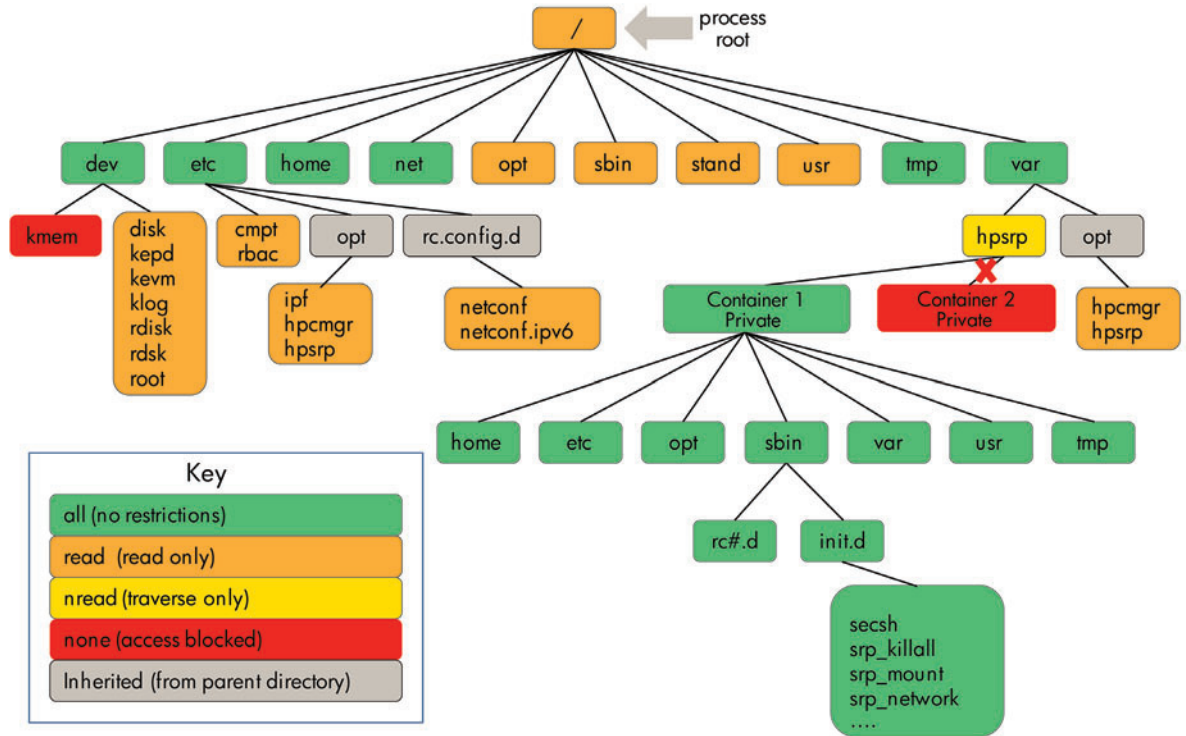 /
process
root
dev
etc
home
net
opt
sbin
stand
usr
tmp
var
kmem
disk
kepd
kevm
klog
rdisk
rdsk
root
cmpt
rbac
opt
rc.config.d
hpsrp
opt
ipf
hpcmgr
hpsrp
netconf
netconf.ipv6
Container 1
Private
Container 2
Private
hpcmgr
hpsrp
home
etc
opt
sbin
var
usr
tmp
rc#.d
init.d
secsh
srp_killall
srp_mount
srp_network
....
Key
all (no restrictions)
read (read only)
nread (traverse only)
none (access blocked)
Inherited (from parent directory)